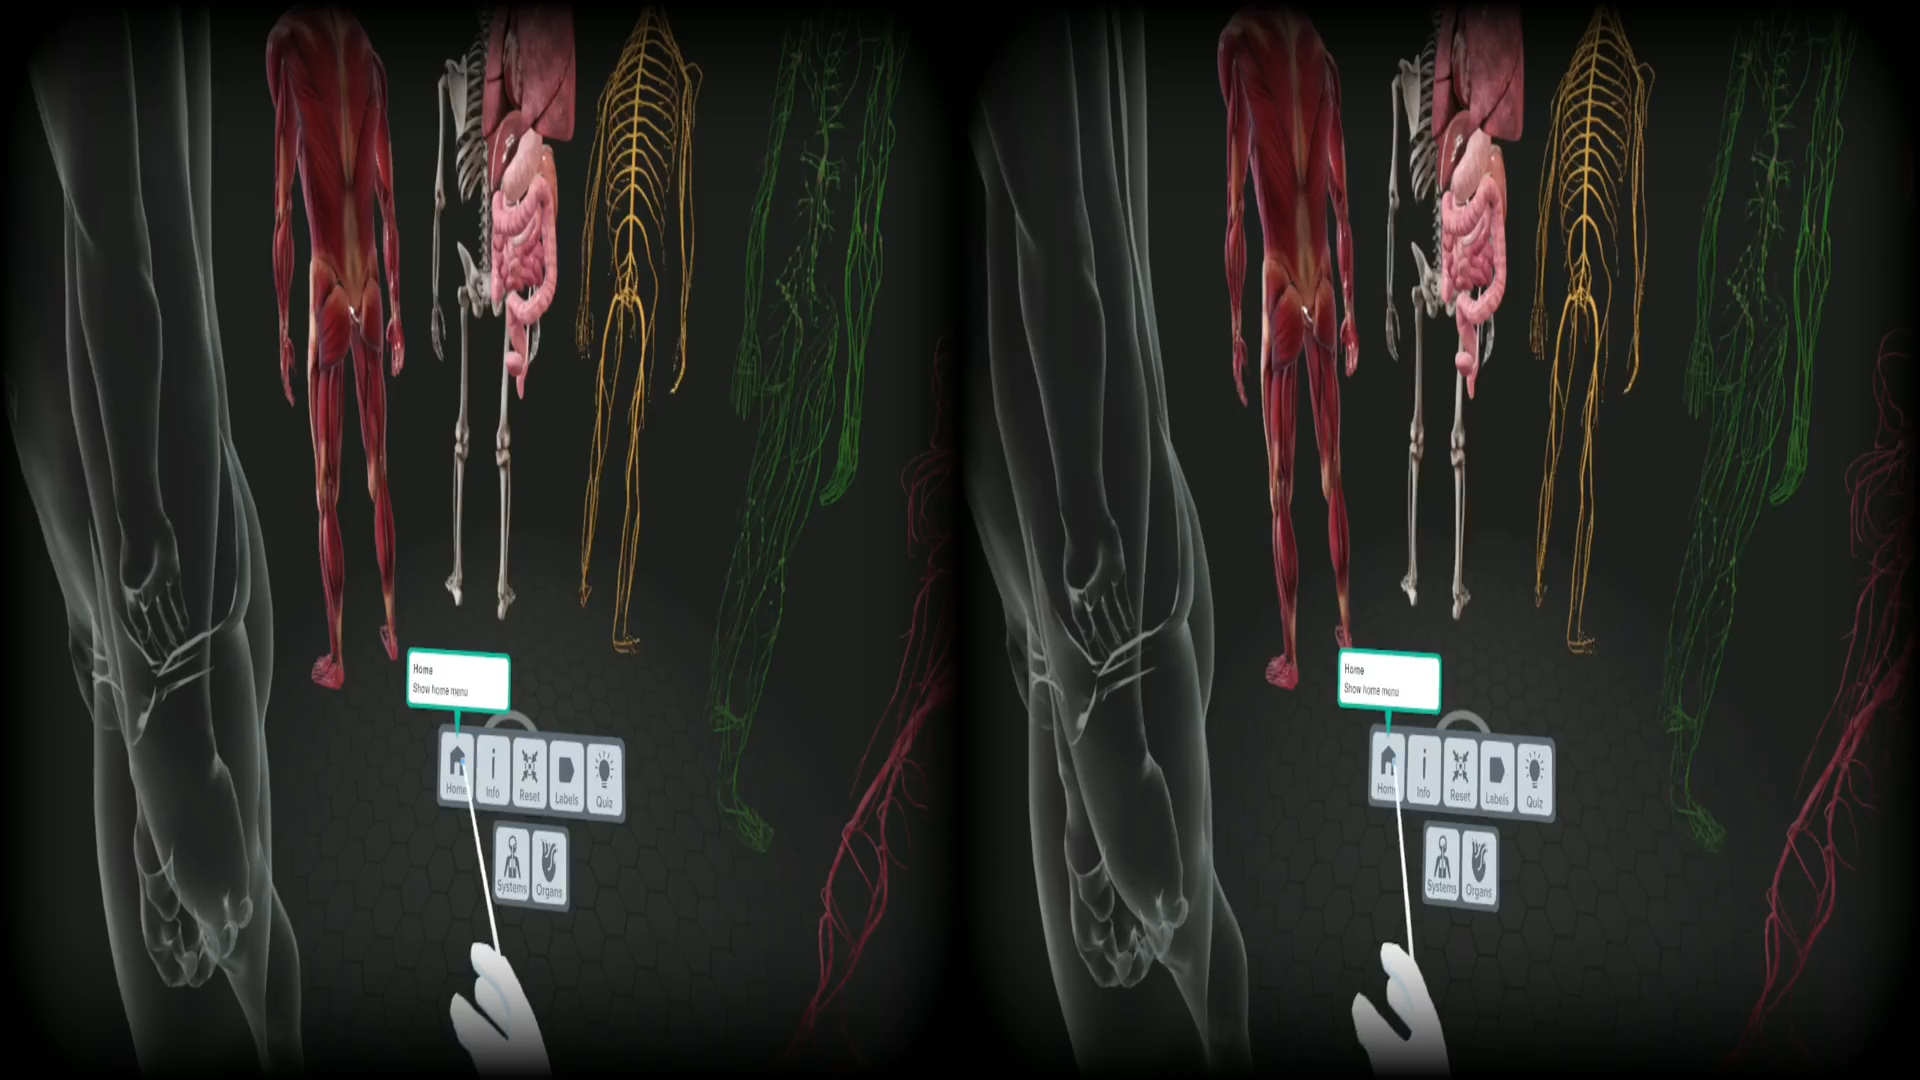 Home
Show home menu
Home
Info
Reset
Labels
Quiz
Systems
Organs
Home
Show home menu
Home
Info
Reset
Labels
Quiz
Systems
Organs